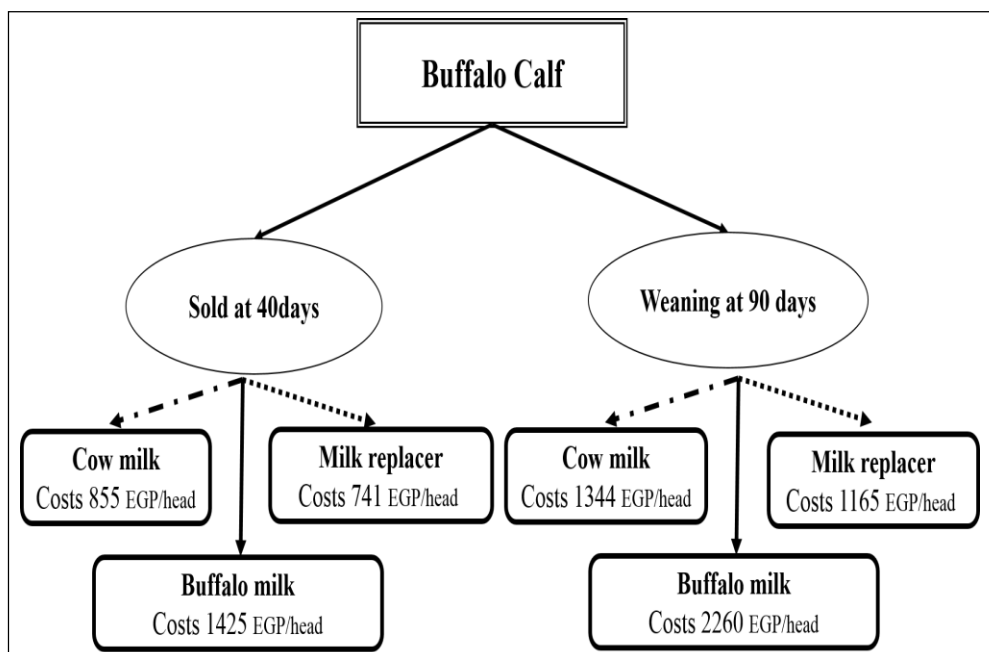 Buffalo Calf
Sold at 40days
Weaning at 90 days
Cow milk
Costs 855 EGP/head
Milk replacer
Costs 741 EGP/head
Buffalo milk
Costs 1425 EGP/head
Cow milk
Costs 1344 EGP/head
Milk replacer
Costs 1165 EGP/head
Buffalo milk
Costs 2260 EGP/head